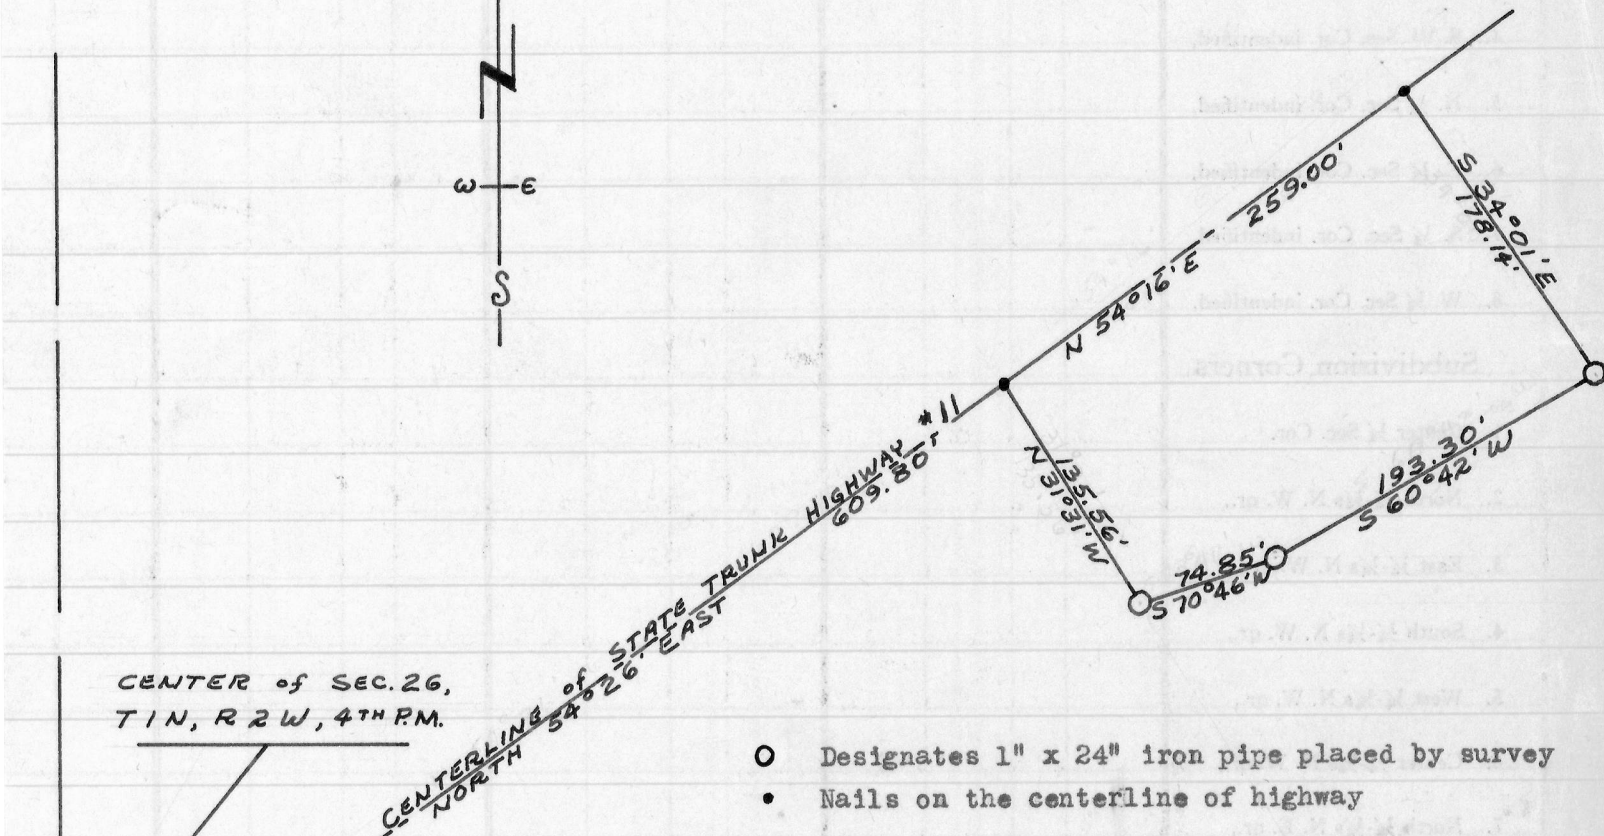 W E
S
259.00'
N 54°16'E
S 34°01'E
178.14'
193.30'
S 60°42'W
74.85'
S 70°46'W
135.56'
N 31°31'W
CENTERLINE of STATE TRUNK HIGHWAY #11
NORTH 54°26' EAST 609.80'
CENTER of SEC. 26,
T1N, R2W, 4TH P.M.
O Designates 1" x 24" iron pipe placed by survey
• Nails on the centerline of highway